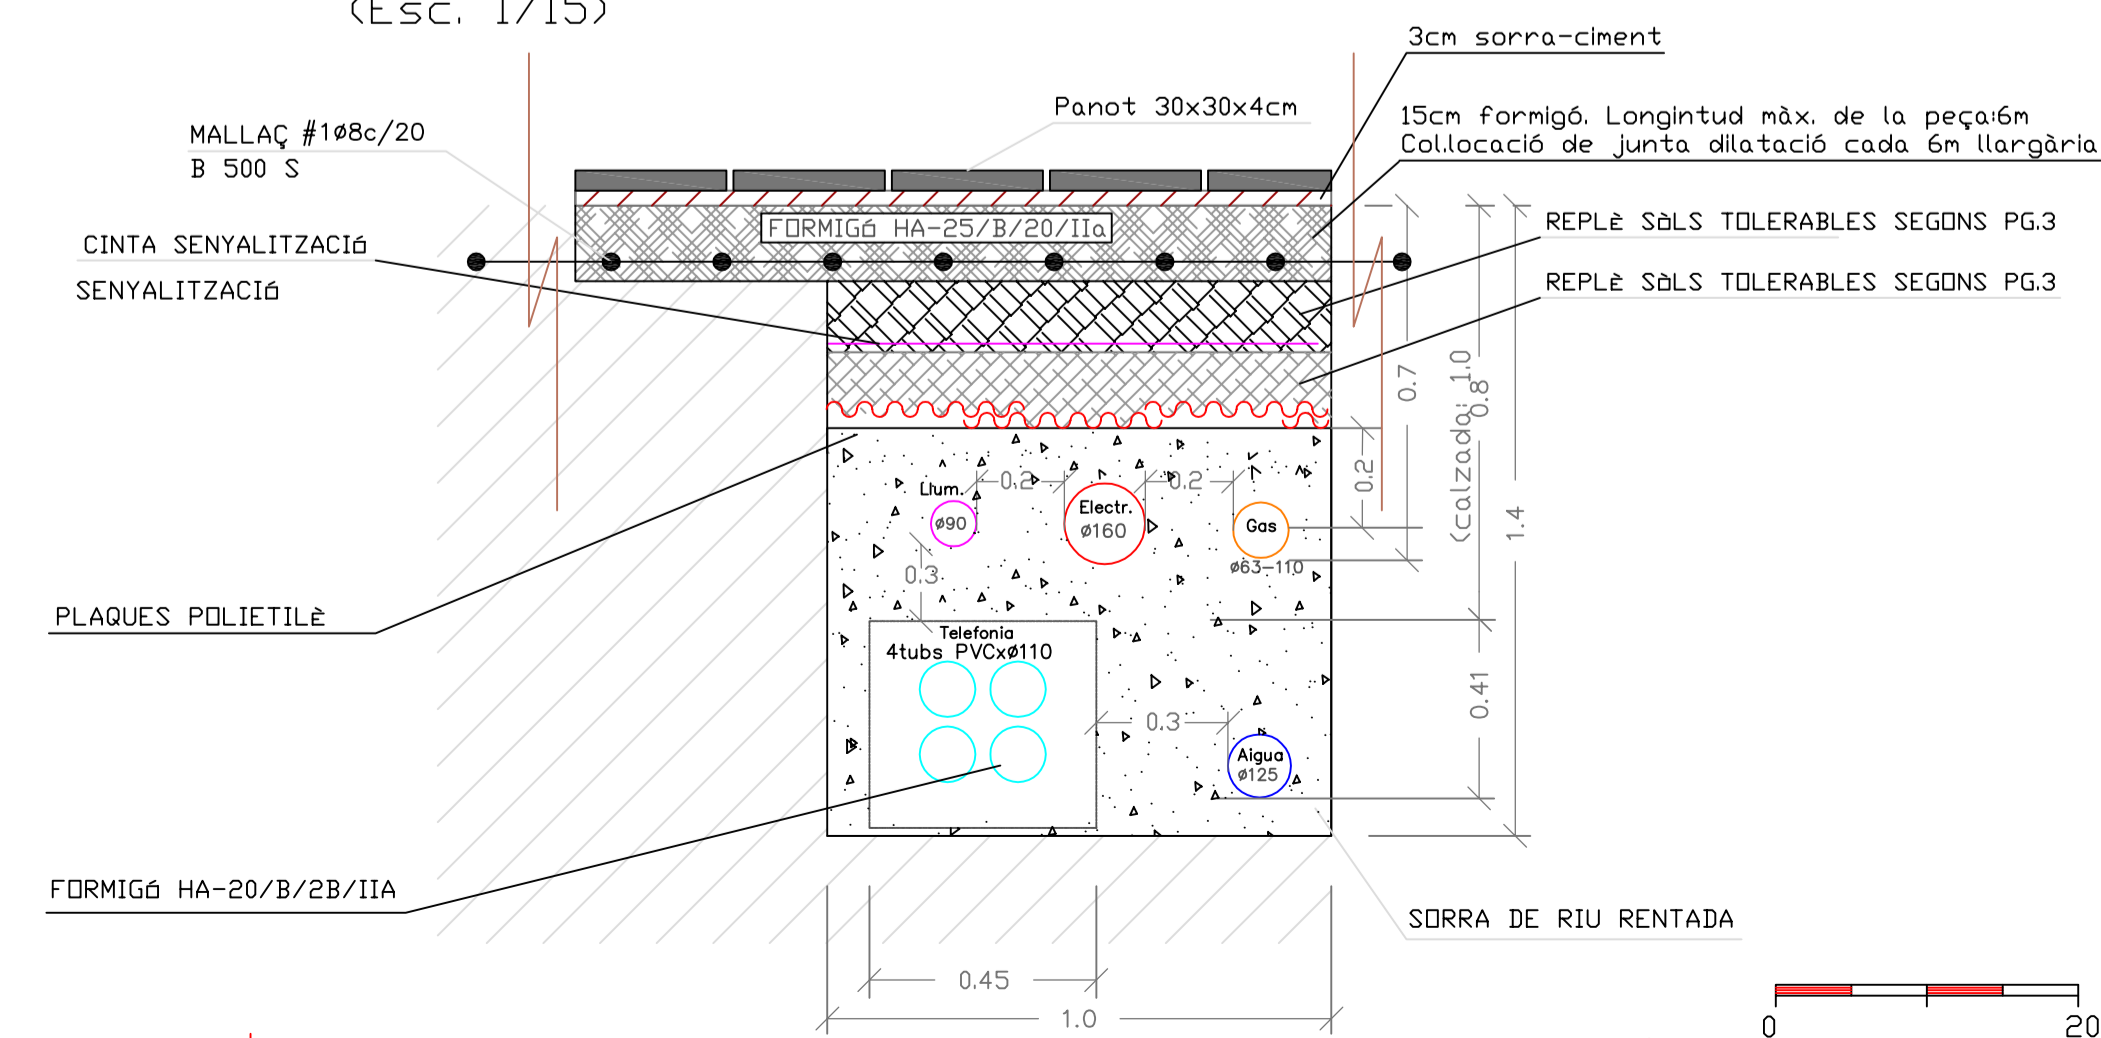 (Esc. 1/15)
3cm sorra-ciment
Panot 30x30x4cm
15cm formigó. Longintud màx. de la peça:6m
Col.locació de junta dilatació cada 6m llargària
MALLAÇ #1ø8c/20
B 500 S
FORMIGó HA-25/B/20/IIa
REPLè SòLS TOLERABLES SEGONS PG.3
CINTA SENYALITZACIó
SENYALITZACIó
REPLè SòLS TOLERABLES SEGONS PG.3
0.7
(calzada: 1.0
0.8
0.2
0.2
0.2
1.4
Llum.
ø90
Electr.
ø160
Gas
ø63-110
0.3
PLAQUES POLIETILè
Telefonia
4tubs PVCxø110
0.41
0.3
Aigua
ø125
FORMIGó HA-20/B/2B/IIA
SORRA DE RIU RENTADA
0.45
1.0
0
20